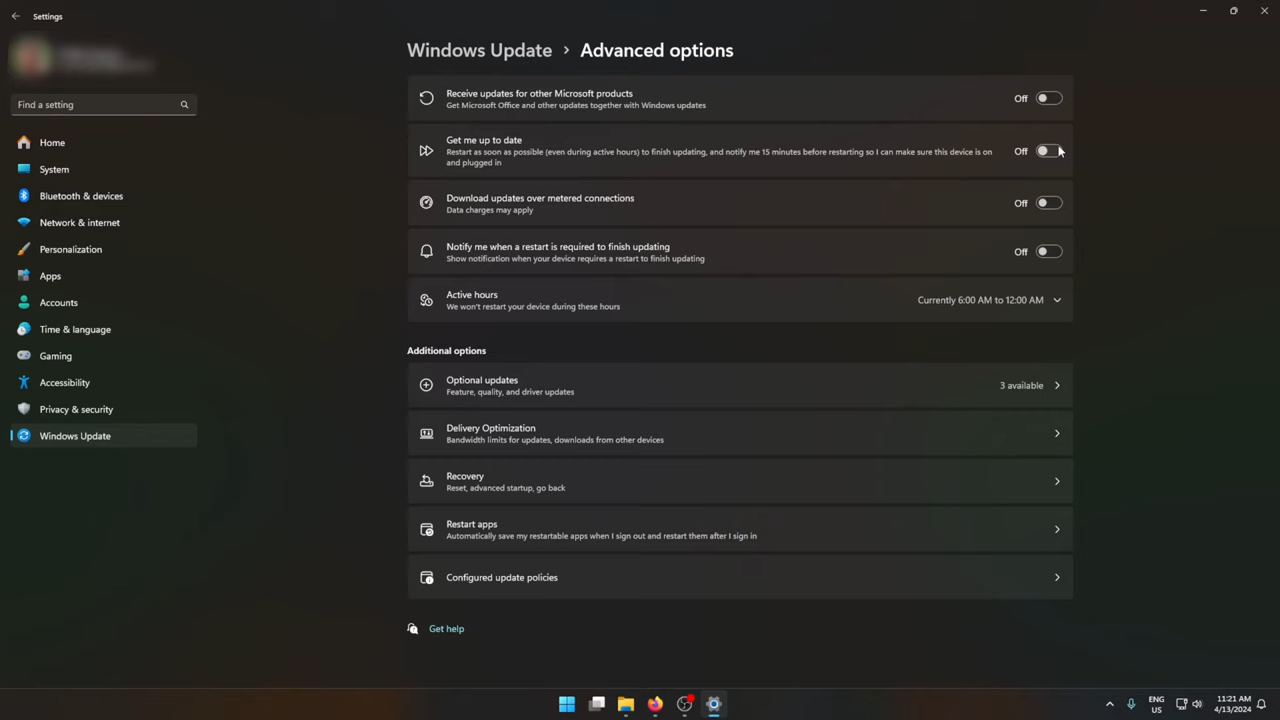 Settings
Windows Update > Advanced options
Find a setting
Home
System
Bluetooth & devices
Network & internet
Personalization
Apps
Accounts
Time & language
Gaming
Accessibility
Privacy & security
Windows Update
Receive updates for other Microsoft products
Get Microsoft Office and other updates together with Windows updates
Off
Get me up to date
Restart as soon as possible (even during active hours) to finish updating, and notify me 15 minutes before restarting so I can make sure this device is on
and plugged in
Off
Download updates over metered connections
Data charges may apply
Off
Notify me when a restart is required to finish updating
Show notification when your device requires a restart to finish updating
Off
Active hours
We won't restart your device during these hours
Currently 6:00 AM to 12:00 AM
Additional options
Optional updates
Feature, quality, and driver updates
3 available
Delivery Optimization
Bandwidth limits for updates, downloads from other devices
Recovery
Reset, advanced startup, go back
Restart apps
Automatically save my restartable apps when I sign out and restart them after I sign in
Configured update policies
Get help
ENG
US
11:21 AM
4/13/2024